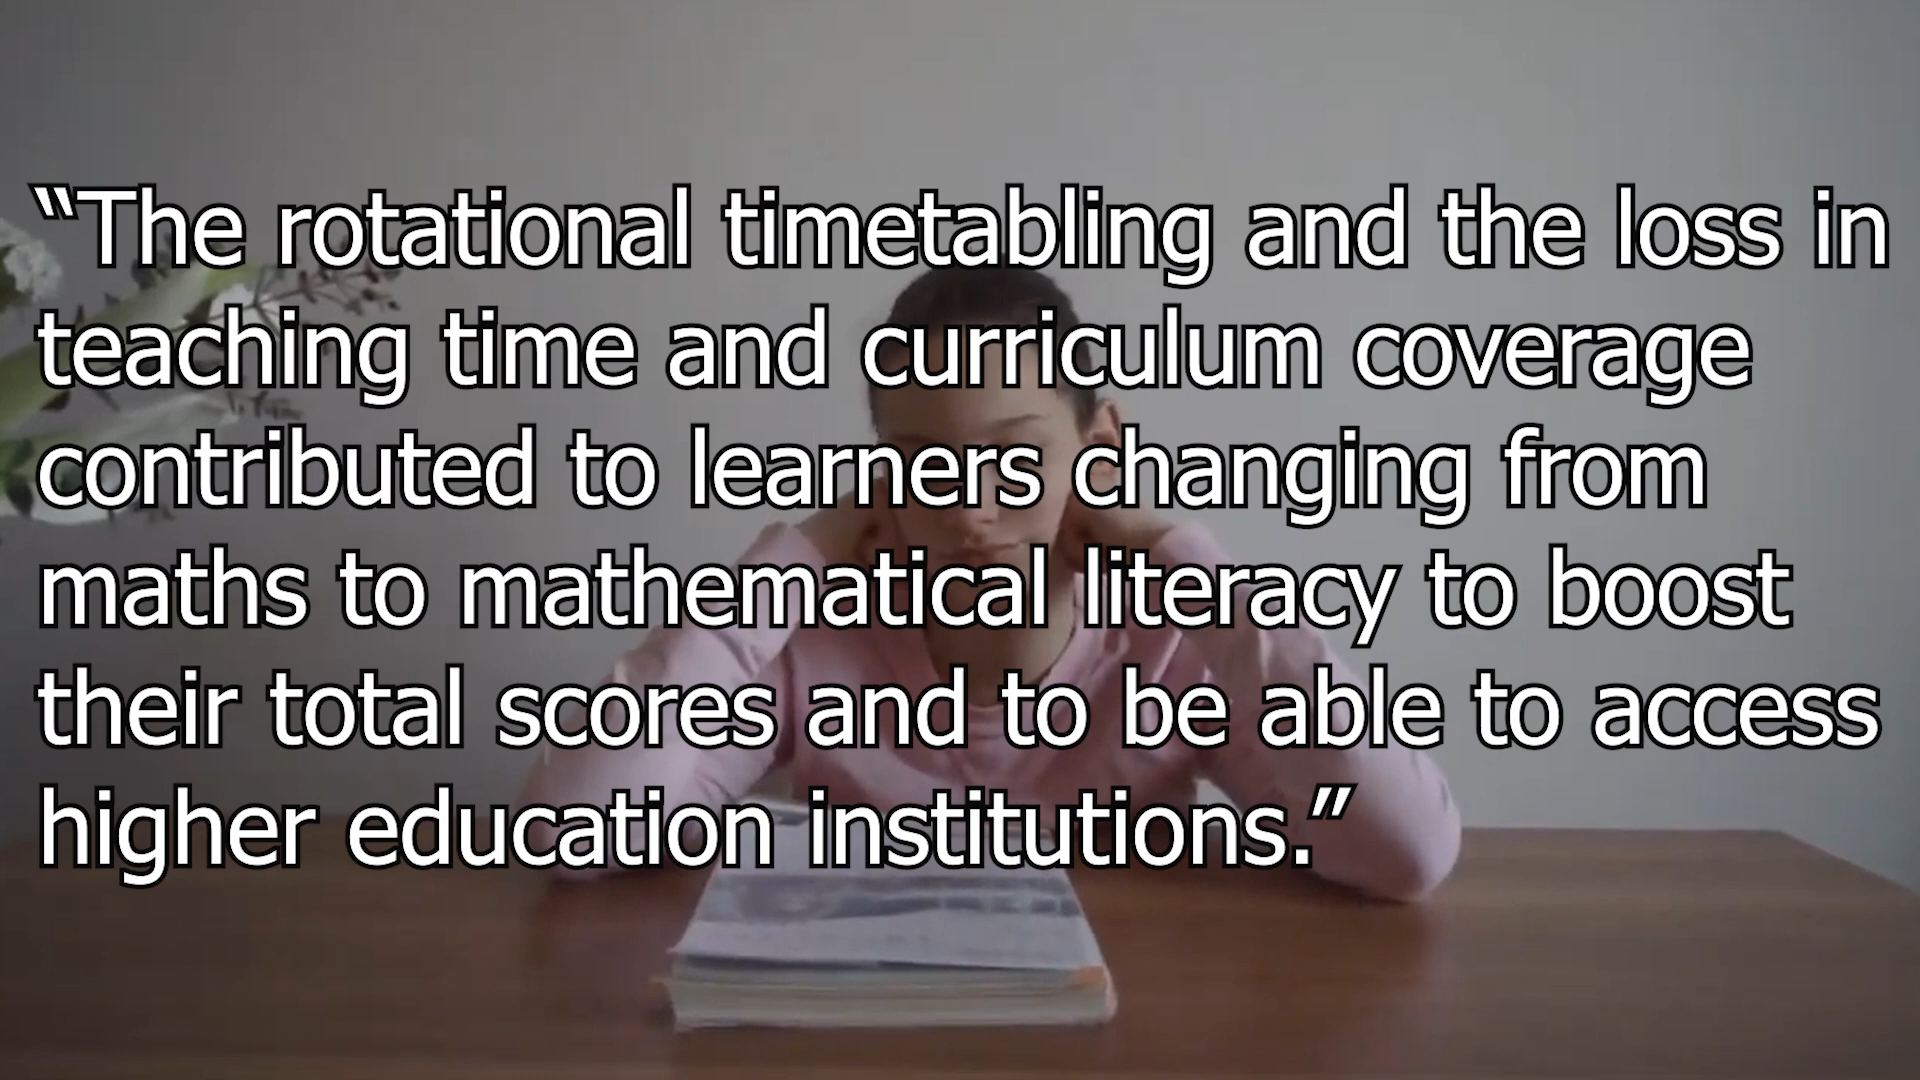 “The rotational timetabling and the loss in
teaching time and curriculum coverage
contributed to learners changing from
maths to mathematical literacy to boost
their total scores and to be able to access
higher education institutions.”